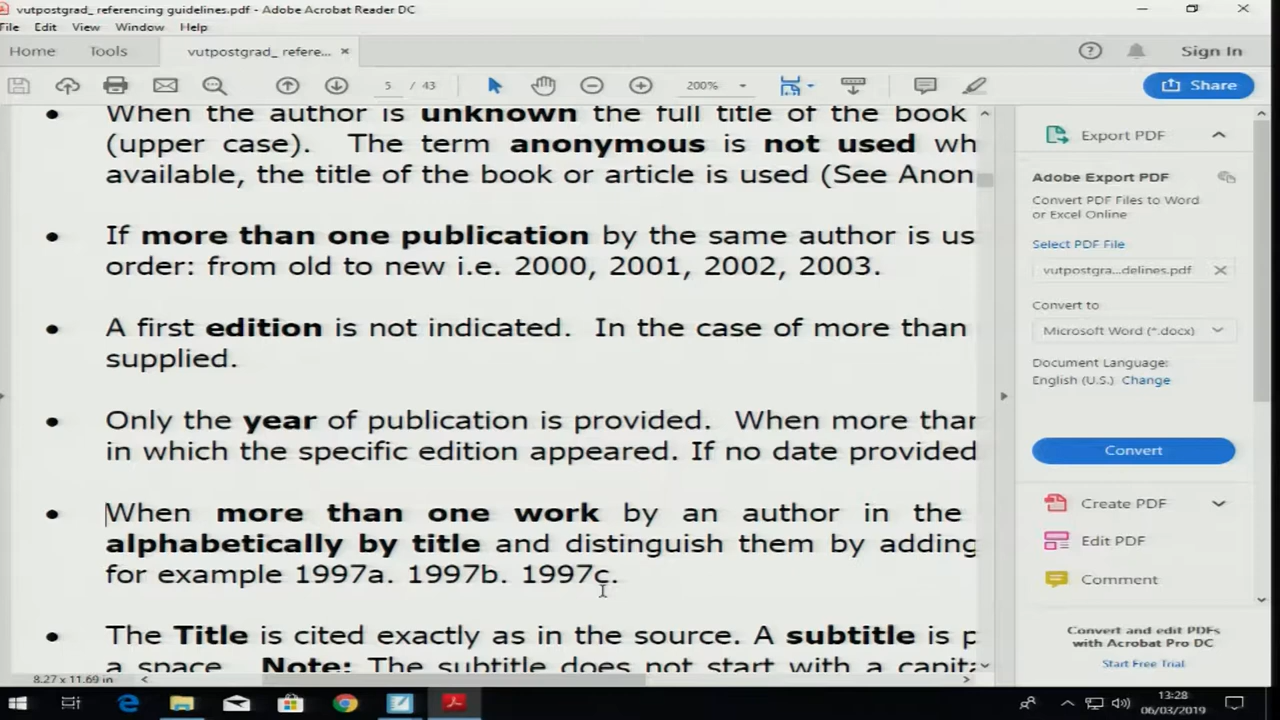 vutpostgrad_ referencing guidelines.pdf - Adobe Acrobat Reader DC
File Edit View Window Help
Home Tools vutpostgrad_ refere... × Sign In
5 / 43 200% Share
When the author is unknown the full title of the book
(upper case). The term anonymous is not used wh
available, the title of the book or article is used (See Anon
If more than one publication by the same author is us
order: from old to new i.e. 2000, 2001, 2002, 2003.
A first edition is not indicated. In the case of more than
supplied.
Only the year of publication is provided. When more than
in which the specific edition appeared. If no date provided
When more than one work by an author in the
alphabetically by title and distinguish them by adding
for example 1997a. 1997b. 1997c.
The Title is cited exactly as in the source. A subtitle is p
a space. Note: The subtitle does not start with a capita
8.27 x 11.69 in
Export PDF
Adobe Export PDF
Convert PDF Files to Word
or Excel Online
Select PDF File
vutpostgra...delines.pdf ×
Convert to
Microsoft Word (*.docx)
Document Language:
English (U.S.) Change
Convert
Create PDF
Edit PDF
Comment
Convert and edit PDFs
with Acrobat Pro DC
Start Free Trial
13:28
06/03/2019